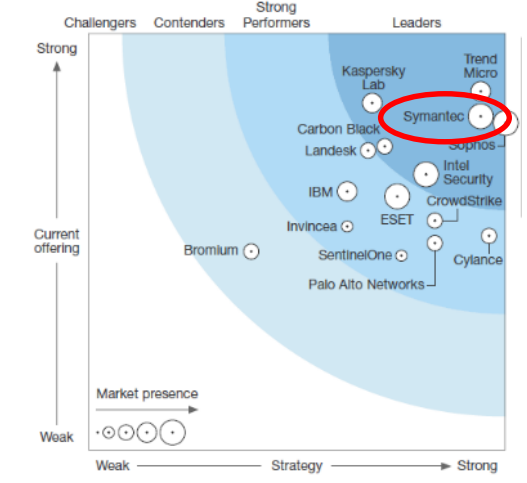 Challengers
Contenders
Strong
Performers
Leaders
Strong
Current
offering
Weak
Trend
Micro
Kaspersky
Lab
Symantec
Carbon Black
Sophos
Landesk
Intel
Security
IBM
CrowdStrike
ESET
Invincea
Bromium
SentinelOne
Cylance
Palo Alto Networks
Market presence
Weak
Strategy
Strong